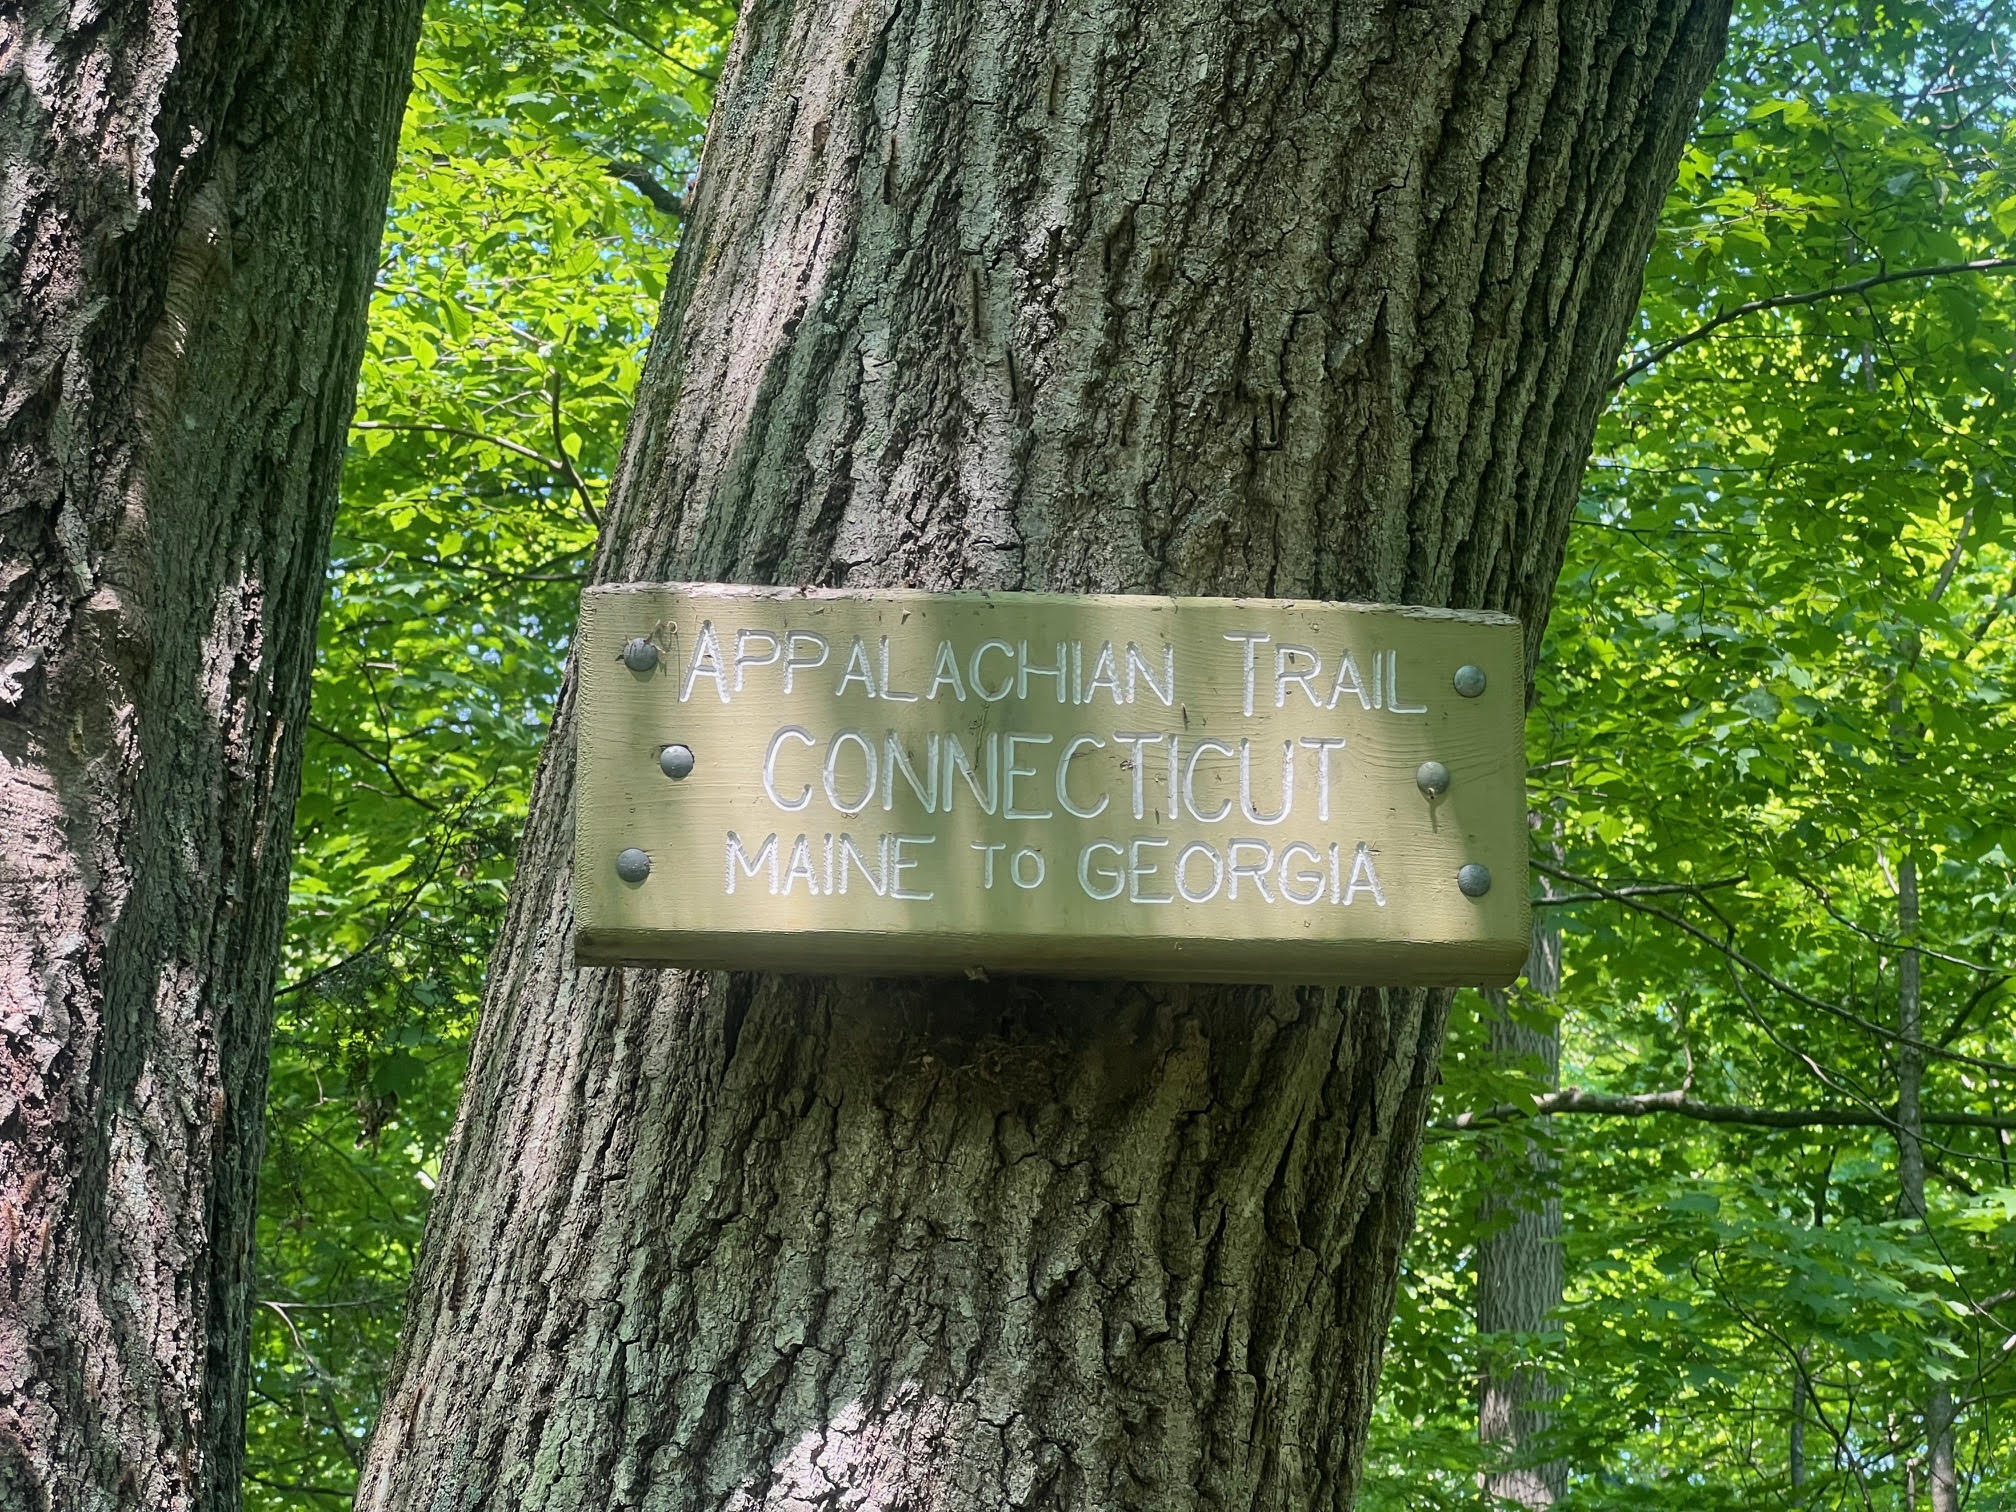 APPALACHIAN TRAIL
CONNECTICUT
MAINE TO GEORGIA